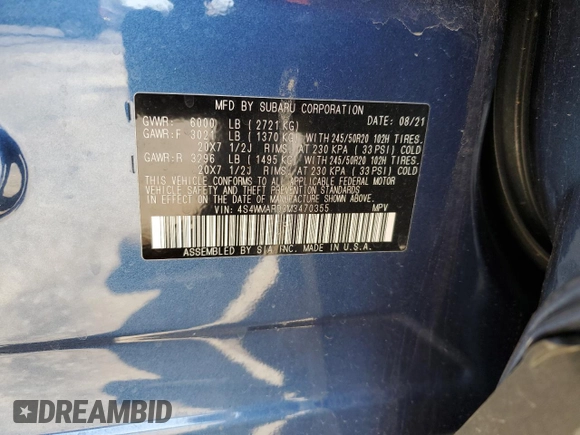 MFD BY SUBARU CORPORATION DATE: 08/21
GVWR: 6000 LB (2721KG)
GAWR:F 3021 LB (1370 KG) WITH 245/50R20 102H TIRES.
20X7 1/2J RIMS, AT 230 KPA (33PSI) COLD
GAWR:R 3296 LB (1495 KG) WITH 245/50R20 102H TIRES.
20X7 1/2J RIMS, AT 230 KPA (33 PSI) COLD
THIS VEHICLE CONFORMS TO ALL APPLICABLE FEDERAL MOTOR
VEHICLE SAFETY AND THEFT PREVENTION STANDARDS
IN EFFECT ON THE DATE OF MANUFACTURE SHOWN ABOVE.
VIN: MPV
ASSEMBLED BY SIA INC. MADE IN U.S.A.
DREAMBID